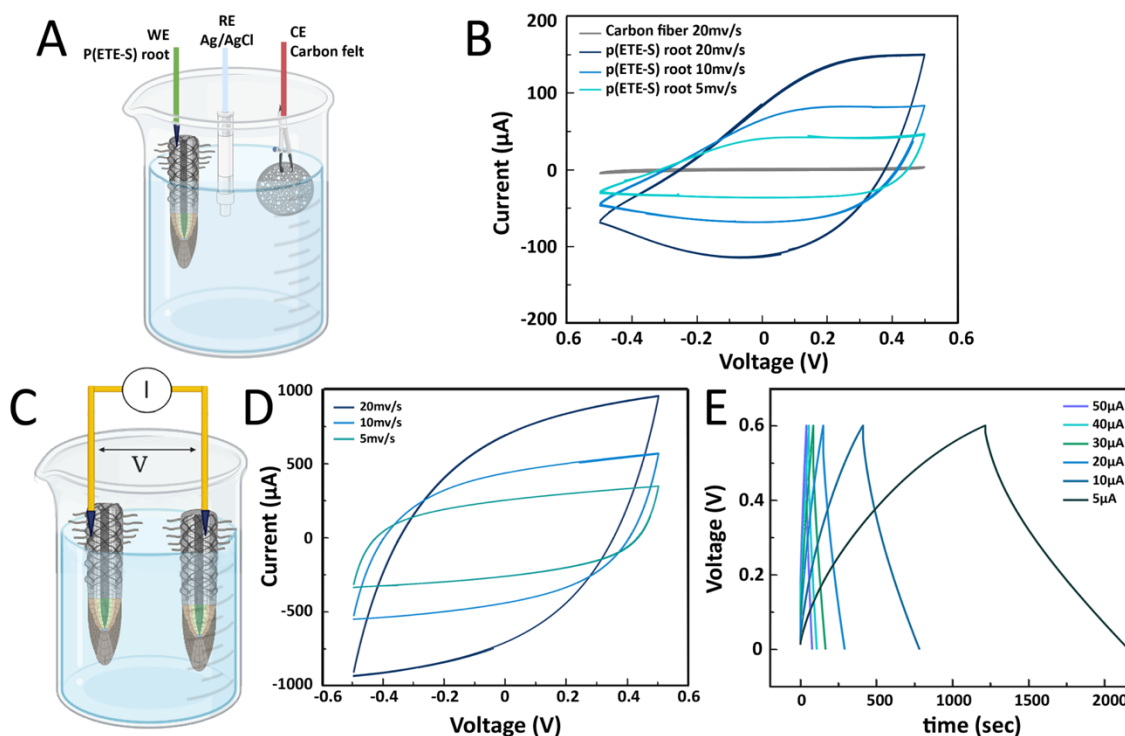 A
WE
P(ETE-S) root
RE
Ag/AgCl
CE
Carbon felt
B
Carbon fiber 20mv/s
p(ETE-S) root 20mv/s
p(ETE-S) root 10mv/s
p(ETE-S) root 5mv/s
200
100
0
-100
-200
Current (µA)
0.6 0.4 0.2 0 0.2 0.4 0.6
Voltage (V)
C
I
V
D
20mv/s
10mv/s
5mv/s
1000
500
0
-500
-1000
Current (µA)
-0.6 -0.4 -0.2 0 0.2 0.4 0.6
Voltage (V)
E
50µA
40µA
30µA
20µA
10µA
5µA
0.6
0.4
0.2
0
Voltage (V)
0 500 1000 1500 2000
time (sec)